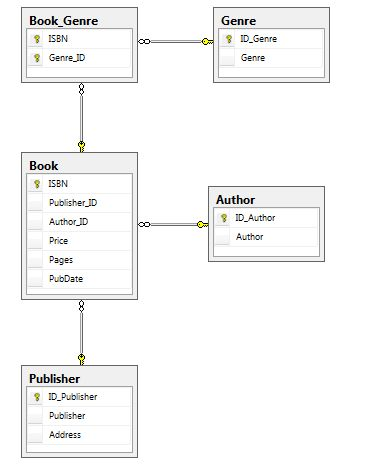 Book_Genre
ISBN
Genre_ID
Genre
ID_Genre
Genre
Book
ISBN
Publisher_ID
Author_ID
Price
Pages
PubDate
Author
ID_Author
Author
Publisher
ID_Publisher
Publisher
Address